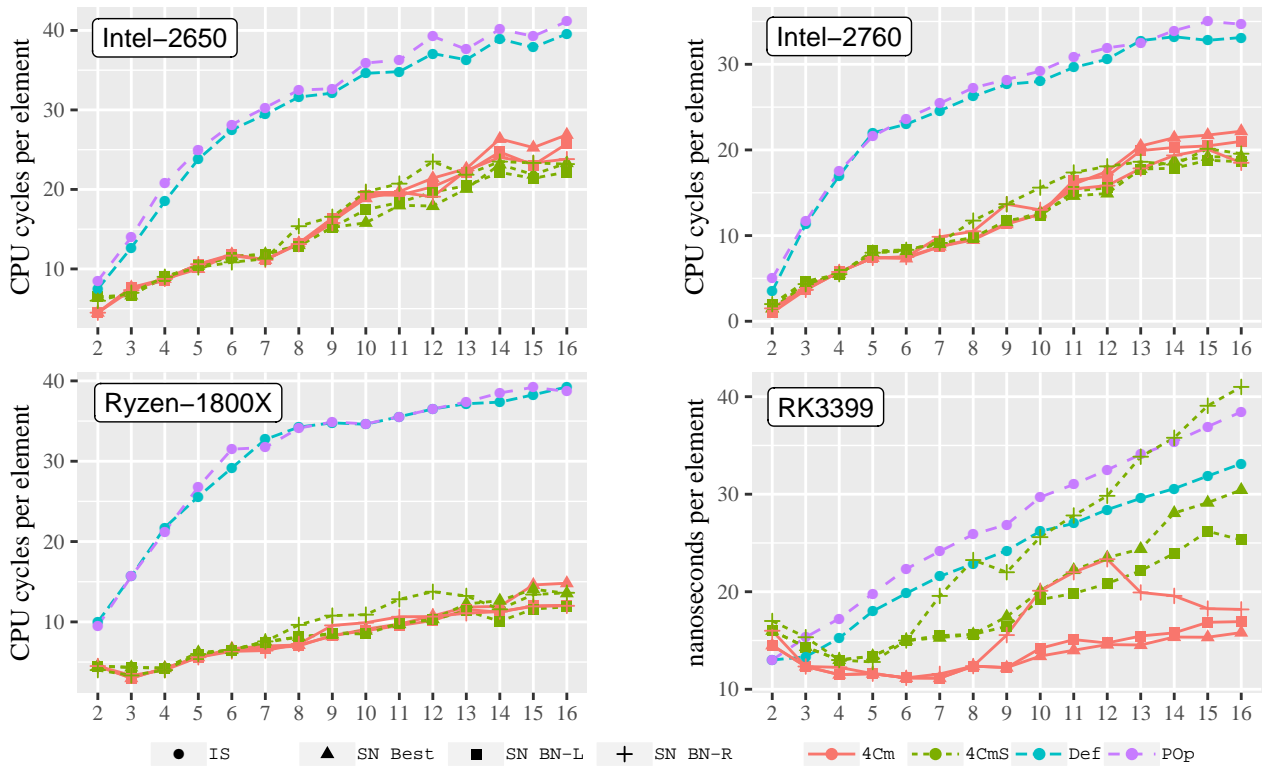 Intel−2650
CPU cycles per element
40
30
20
10
2 3 4 5 6 7 8 9 10 11 12 13 14 15 16
Intel−2760
CPU cycles per element
30
20
10
0
2 3 4 5 6 7 8 9 10 11 12 13 14 15 16
Ryzen−1800X
CPU cycles per element
40
30
20
10
2 3 4 5 6 7 8 9 10 11 12 13 14 15 16
RK3399
nanoseconds per element
40
30
20
10
2 3 4 5 6 7 8 9 10 11 12 13 14 15 16
IS SN Best SN BN-L SN BN-R 4Cm 4CmS Def POp